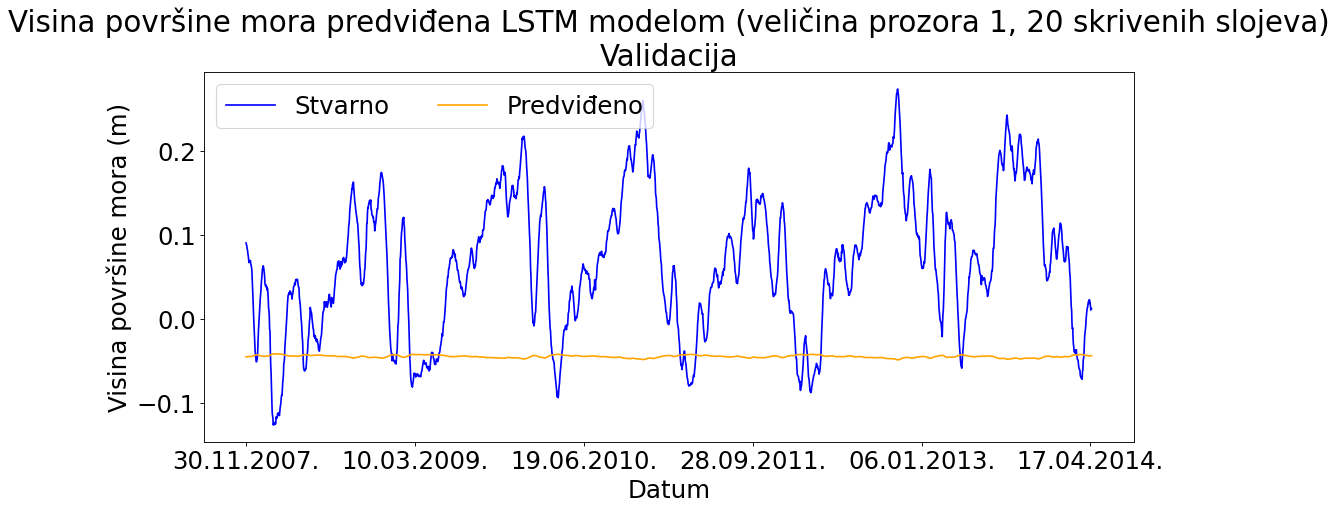 Visina površine mora predviđena LSTM modelom (veličina prozora 1, 20 skrivenih slojeva)
Validacija
Stvarno Predviđeno
Visina površine mora (m)
0.2
0.1
0.0
−0.1
30.11.2007. 10.03.2009. 19.06.2010. 28.09.2011. 06.01.2013. 17.04.2014.
Datum